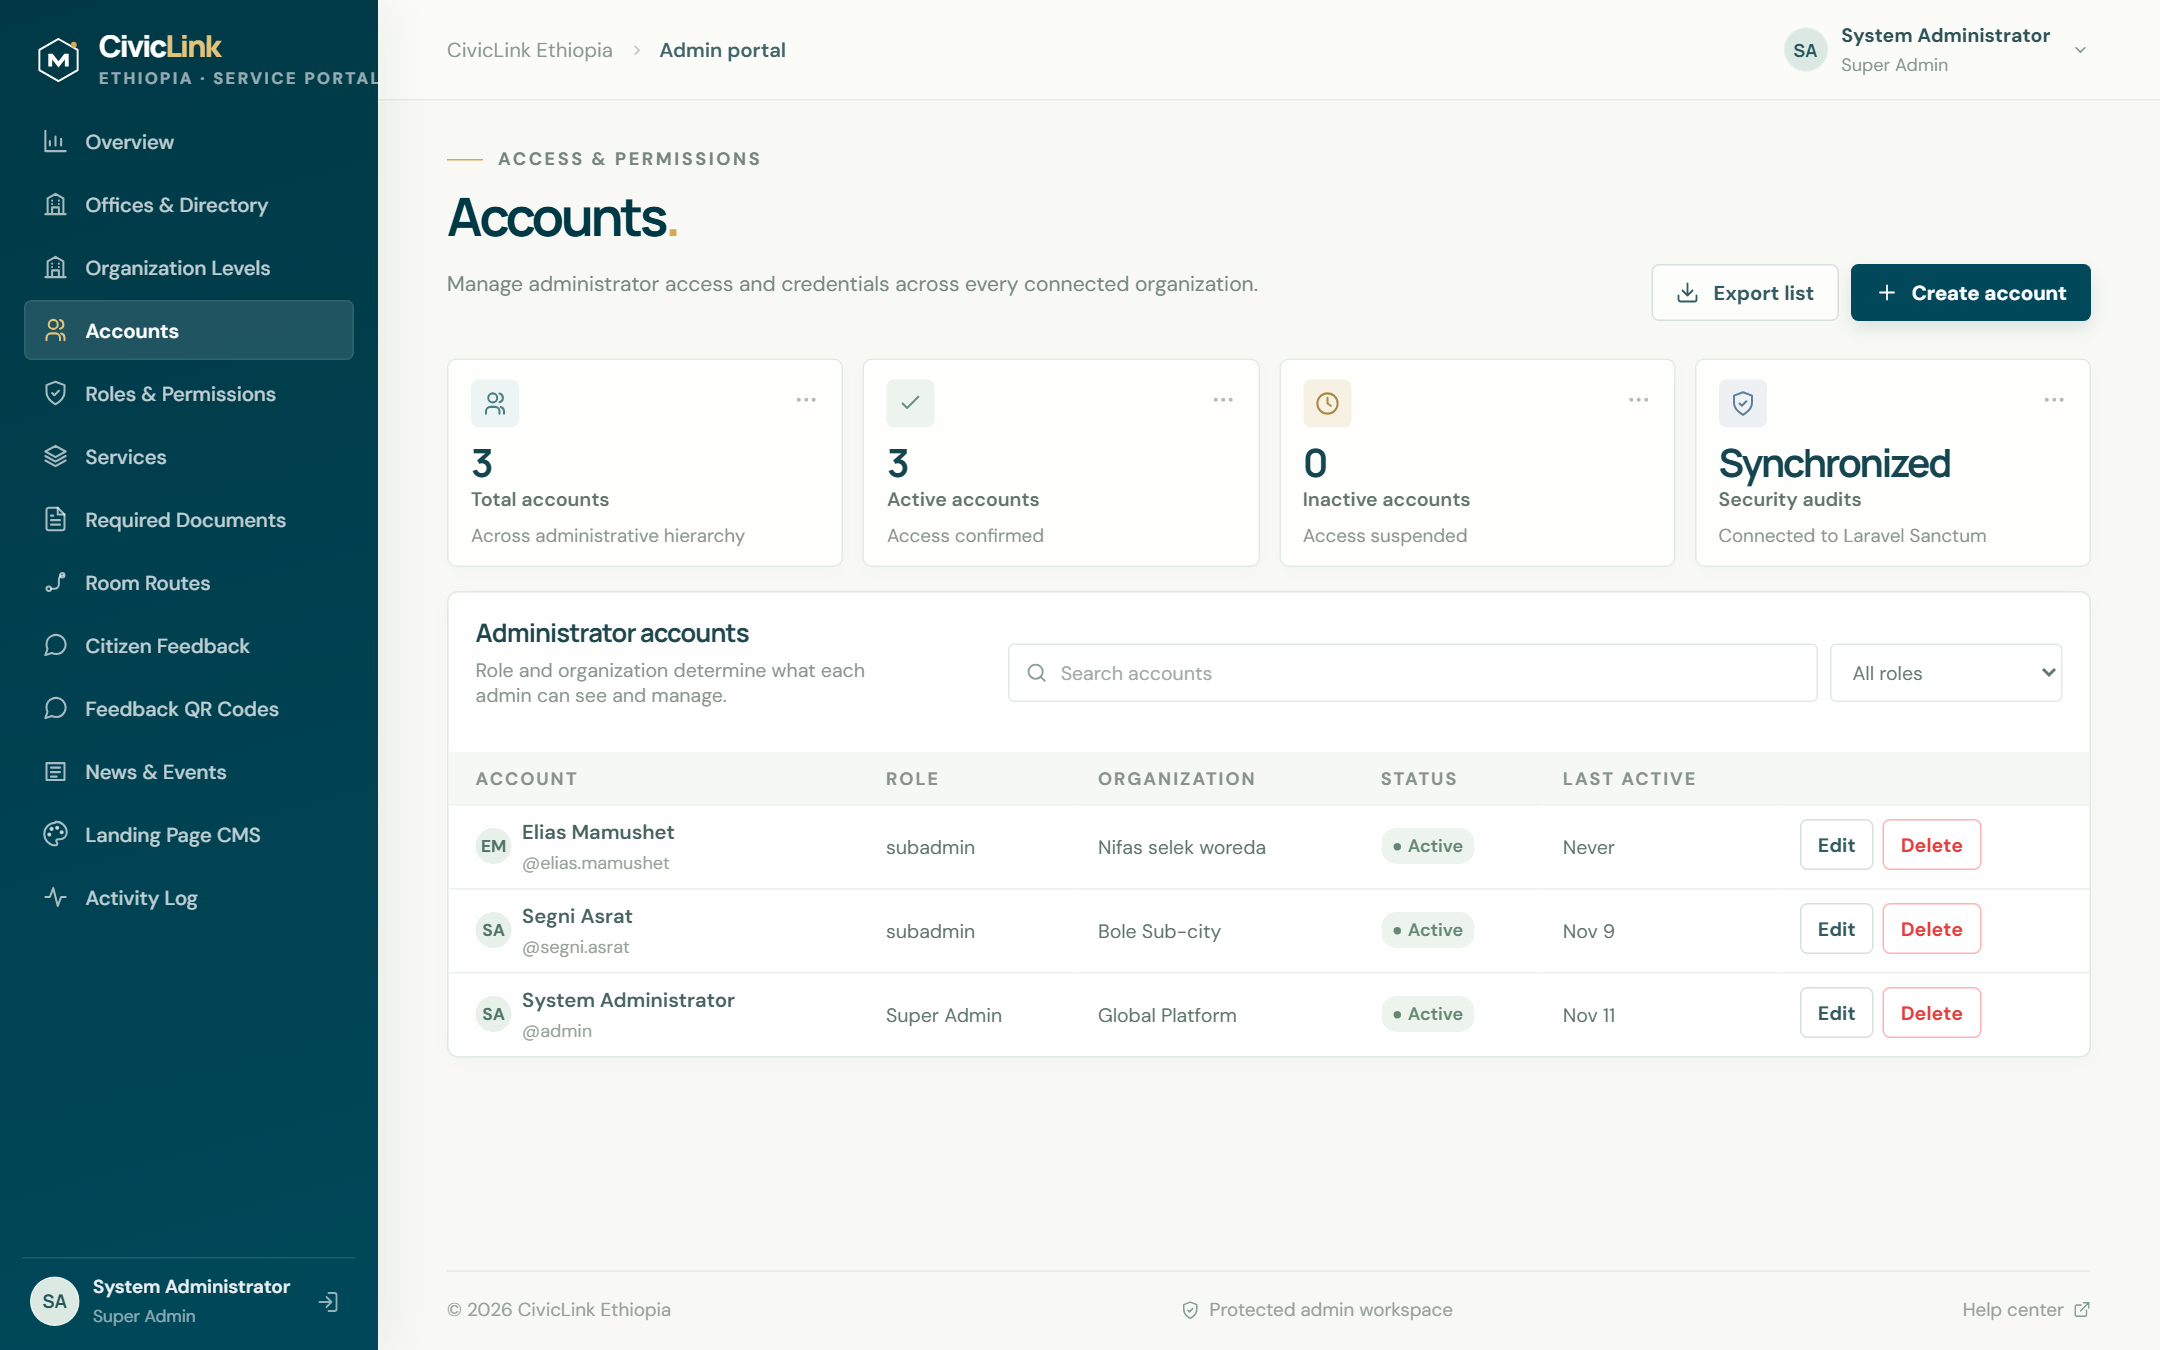 CivicLink
ETHIOPIA · SERVICE PORTAL
Overview
Offices & Directory
Organization Levels
Accounts
Roles & Permissions
Services
Required Documents
Room Routes
Citizen Feedback
Feedback QR Codes
News & Events
Landing Page CMS
Activity Log
SA
System Administrator
Super Admin
CivicLink Ethiopia > Admin portal
SA
System Administrator
Super Admin
ACCESS & PERMISSIONS
Accounts.
Manage administrator access and credentials across every connected organization.
Export list
+ Create account
3
Total accounts
Across administrative hierarchy
3
Active accounts
Access confirmed
0
Inactive accounts
Access suspended
Synchronized
Security audits
Connected to Laravel Sanctum
Administrator accounts
Role and organization determine what each
admin can see and manage.
Search accounts
All roles
ACCOUNT ROLE ORGANIZATION STATUS LAST ACTIVE
EM Elias Mamushet
@elias.mamushet
subadmin Nifas selek woreda Active Never Edit Delete
SA Segni Asrat
@segni.asrat
subadmin Bole Sub-city Active Nov 9 Edit Delete
SA System Administrator
@admin
Super Admin Global Platform Active Nov 11 Edit Delete
© 2026 CivicLink Ethiopia
Protected admin workspace
Help center